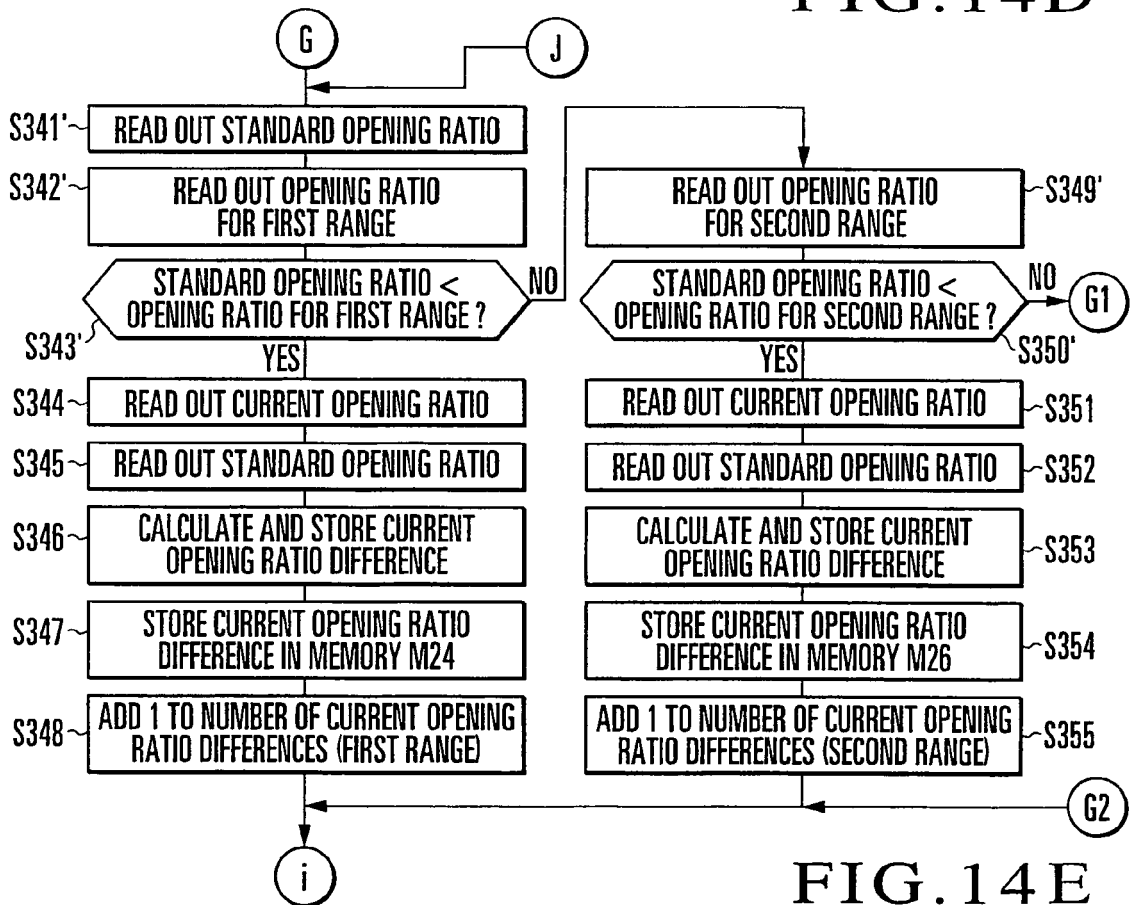 FIG.14D
G
J
S341'
READ OUT STANDARD OPENING RATIO
S342'
READ OUT OPENING RATIO
FOR FIRST RANGE
STANDARD OPENING RATIO <
OPENING RATIO FOR FIRST RANGE ?
NO
S343'
YES
S344
READ OUT CURRENT OPENING RATIO
S345
READ OUT STANDARD OPENING RATIO
S346
CALCULATE AND STORE CURRENT
OPENING RATIO DIFFERENCE
S347
STORE CURRENT OPENING RATIO
DIFFERENCE IN MEMORY M24
S348
ADD 1 TO NUMBER OF CURRENT OPENING
RATIO DIFFERENCES (FIRST RANGE)
i
READ OUT OPENING RATIO
FOR SECOND RANGE
S349'
STANDARD OPENING RATIO <
OPENING RATIO FOR SECOND RANGE ?
NO
G1
S350'
YES
READ OUT CURRENT OPENING RATIO
S351
READ OUT STANDARD OPENING RATIO
S352
CALCULATE AND STORE CURRENT
OPENING RATIO DIFFERENCE
S353
STORE CURRENT OPENING RATIO
DIFFERENCE IN MEMORY M26
S354
ADD 1 TO NUMBER OF CURRENT OPENING
RATIO DIFFERENCES (SECOND RANGE)
S355
G2
FIG.14E